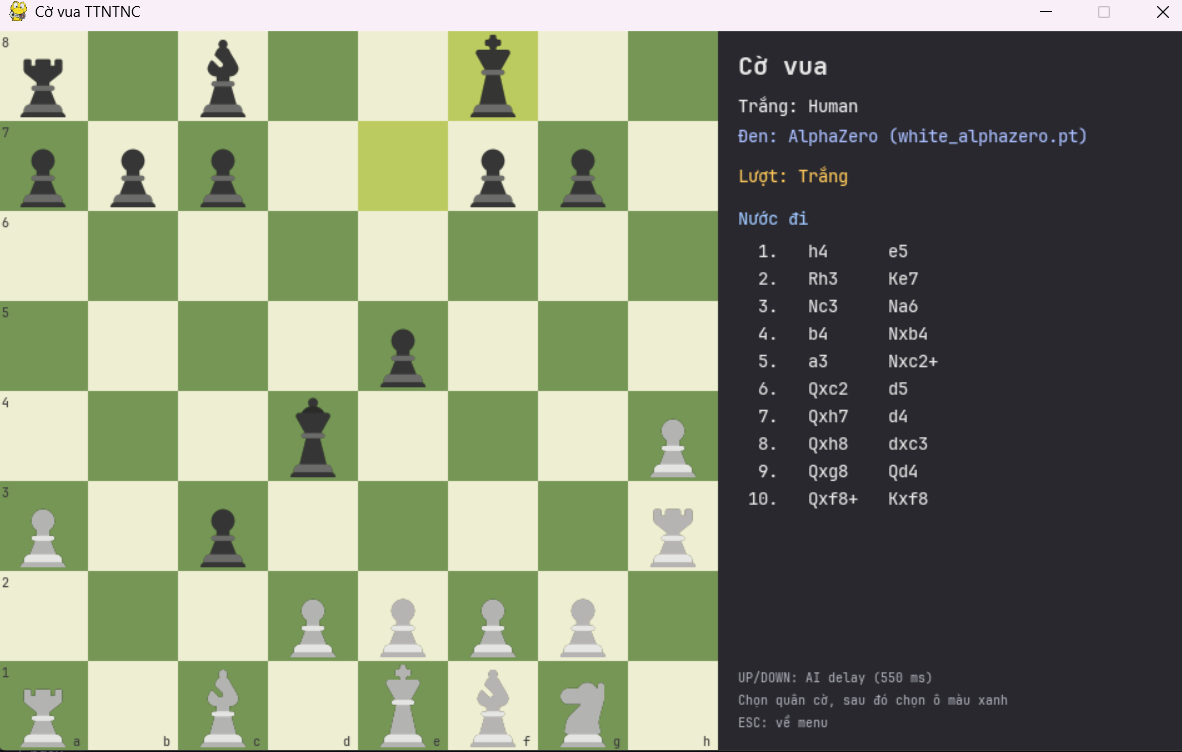 Cờ vua TTNTNC
8
7
6
5
4
3
2
1
a b c d e f g h
Cờ vua
Trắng: Human
Đen: AlphaZero (white_alphazero.pt)
Lượt: Trắng
Nước đi
1. h4 e5
2. Rh3 Ke7
3. Nc3 Na6
4. b4 Nxb4
5. a3 Nxc2+
6. Qxc2 d5
7. Qxh7 d4
8. Qxh8 dxc3
9. Qxg8 Qd4
10. Qxf8+ Kxf8
UP/DOWN: AI delay (550 ms)
Chọn quân cờ, sau đó chọn ô màu xanh
ESC: về menu